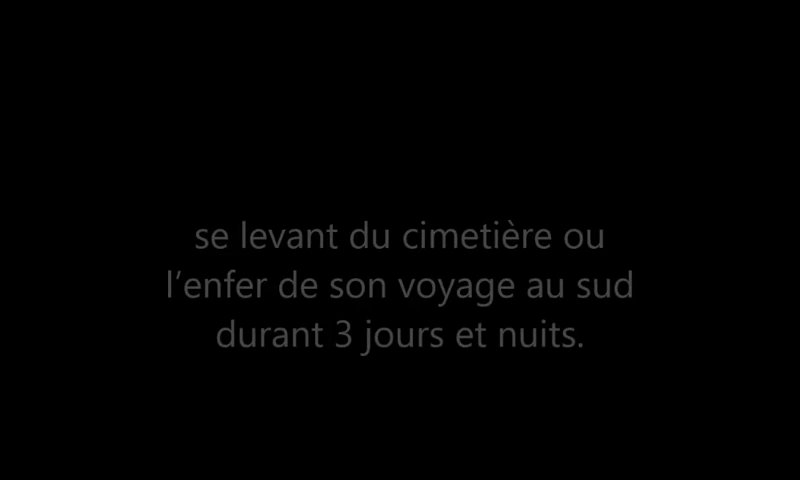 se levant du cimetière ou
l’enfer de son voyage au sud
durant 3 jours et nuits.